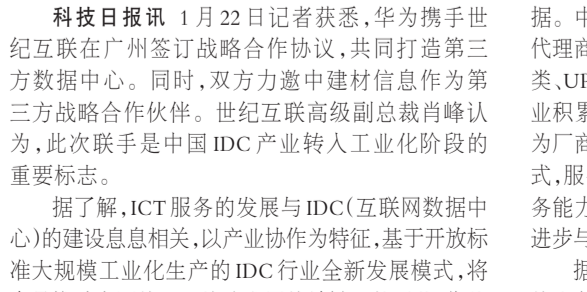 科技日报讯 1月22日记者获悉,华为携手世
纪互联在广州签订战略合作协议,共同打造第三
方数据中心。同时,双方力邀中建材信息作为第
三方战略合作伙伴。世纪互联高级副总裁肖峰认
为,此次联手是中国IDC产业转入工业化阶段的
重要标志。
据了解,ICT服务的发展与IDC(互联网数据中
心)的建设息息相关,以产业协作为特征,基于开放标
准大规模工业化生产的IDC行业全新发展模式,将
据。中
代理商
类、UP
业积累
为厂商
式,服
务能力
进步与
据